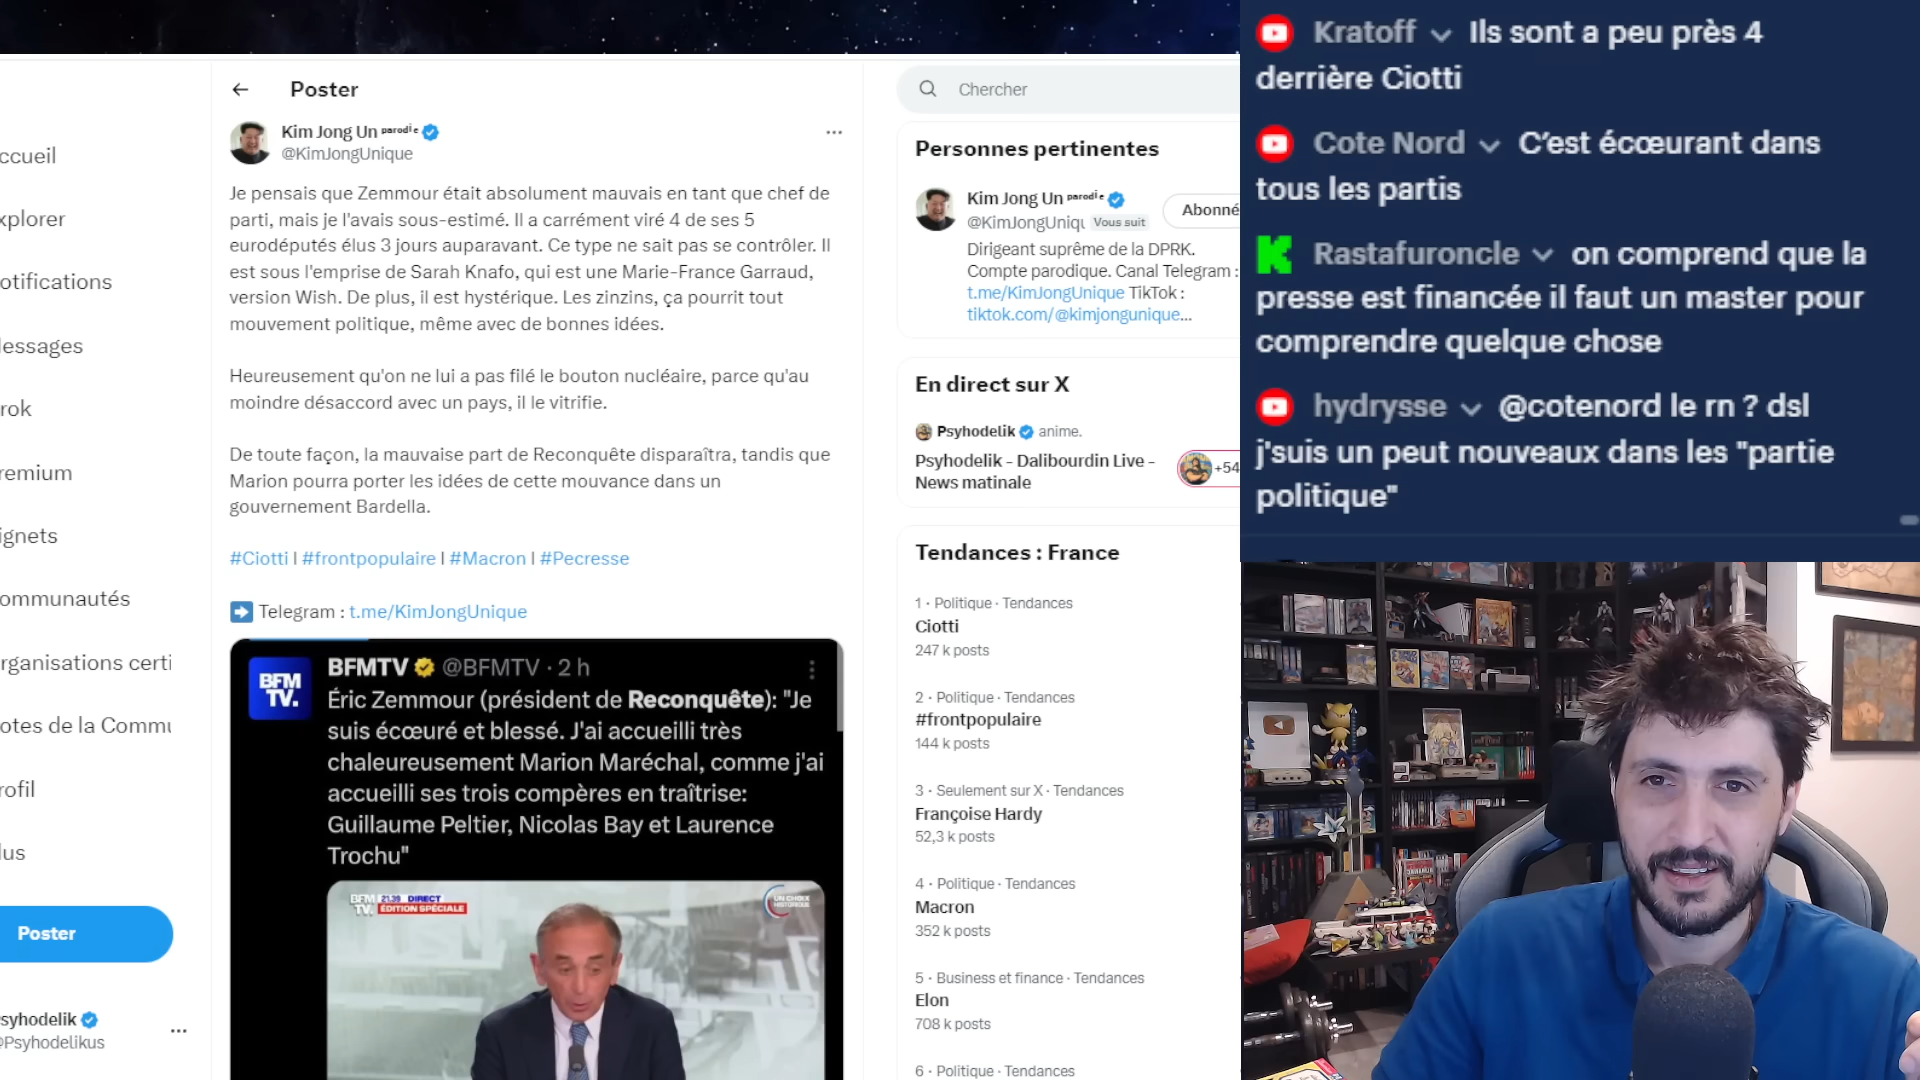 ccueil
xplorer
otifications
essages
rok
remium
ignets
ommunautés
rganisations certi
otes de la Commu
rofil
lus
Poster
syhodelik
@Psyhodelikus
Poster
Kim Jong Un parodie
@KimJongUnique
Je pensais que Zemmour était absolument mauvais en tant que chef de
parti, mais je l'avais sous-estimé. Il a carrément viré 4 de ses 5
eurodéputés élus 3 jours auparavant. Ce type ne sait pas se contrôler. Il
est sous l'emprise de Sarah Knafo, qui est une Marie-France Garraud,
version Wish. De plus, il est hystérique. Les zinzins, ça pourrit tout
mouvement politique, même avec de bonnes idées.
Heureusement qu'on ne lui a pas filé le bouton nucléaire, parce qu'au
moindre désaccord avec un pays, il le vitrifie.
De toute façon, la mauvaise part de Reconquête disparaîtra, tandis que
Marion pourra porter les idées de cette mouvance dans un
gouvernement Bardella.
#Ciotti | #frontpopulaire | #Macron | #Pecresse
Telegram : t.me/KimJongUnique
BFM
TV.
BFMTV @BFMTV · 2 h
Éric Zemmour (président de Reconquête): "Je
suis écœuré et blessé. J'ai accueilli très
chaleureusement Marion Maréchal, comme j'ai
accueilli ses trois compères en traîtrise:
Guillaume Peltier, Nicolas Bay et Laurence
Trochu"
BFM
TV.
21.39 DIRECT
ÉDITION SPÉCIALE
UN CHOIX
HISTORIQUE
Chercher
Personnes pertinentes
Kim Jong Un parodie
@KimJongUniqu Vous suit
Abonné
Dirigeant suprême de la DPRK.
Compte parodique. Canal Telegram :
t.me/KimJongUnique TikTok :
tiktok.com/@kimjongunique...
En direct sur X
Psyhodelik anime.
Psyhodelik - Dalibourdin Live -
News matinale
+54
Tendances : France
1 · Politique · Tendances
Ciotti
247 k posts
2 · Politique · Tendances
#frontpopulaire
144 k posts
3 · Seulement sur X · Tendances
Françoise Hardy
52,3 k posts
4 · Politique · Tendances
Macron
352 k posts
5 · Business et finance · Tendances
Elon
708 k posts
6 · Politique · Tendances
Kratoff Ils sont a peu près 4
derrière Ciotti
Cote Nord C'est écœurant dans
tous les partis
Rastafuroncle on comprend que la
presse est financée il faut un master pour
comprendre quelque chose
hydrysse @cotenord le rn ? dsl
j'suis un peut nouveaux dans les "partie
politique"